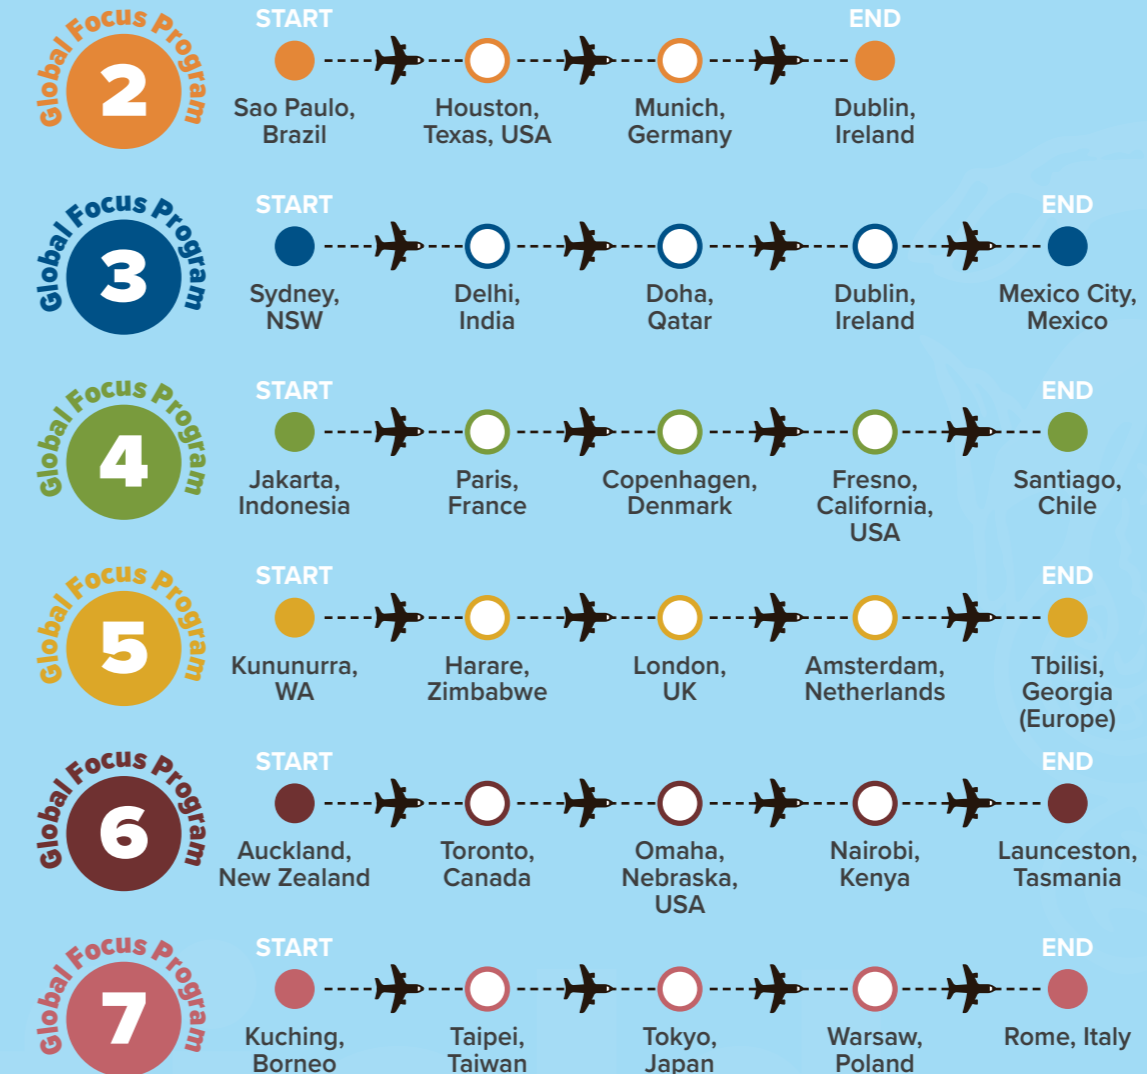 Global Focus Program
2
START
END
Sao Paulo,
Brazil
Houston,
Texas, USA
Munich,
Germany
Dublin,
Ireland
Global Focus Program
3
START
END
Sydney,
NSW
Delhi,
India
Doha,
Qatar
Dublin,
Ireland
Mexico City,
Mexico
Global Focus Program
4
START
END
Jakarta,
Indonesia
Paris,
France
Copenhagen,
Denmark
Fresno,
California,
USA
Santiago,
Chile
Global Focus Program
5
START
END
Kununurra,
WA
Harare,
Zimbabwe
London,
UK
Amsterdam,
Netherlands
Tbilisi,
Georgia
(Europe)
Global Focus Program
6
START
END
Auckland,
New Zealand
Toronto,
Canada
Omaha,
Nebraska,
USA
Nairobi,
Kenya
Launceston,
Tasmania
Global Focus Program
7
START
END
Kuching,
Borneo
Taipei,
Taiwan
Tokyo,
Japan
Warsaw,
Poland
Rome, Italy